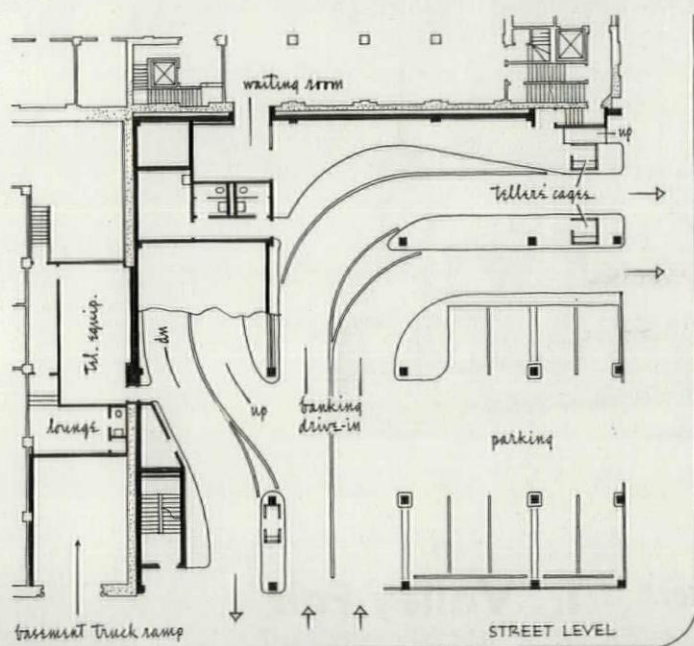 waiting room
up
tellers' cages
tel. equip.
dn
up
banking
drive-in
lounge
parking
basement truck ramp
STREET LEVEL